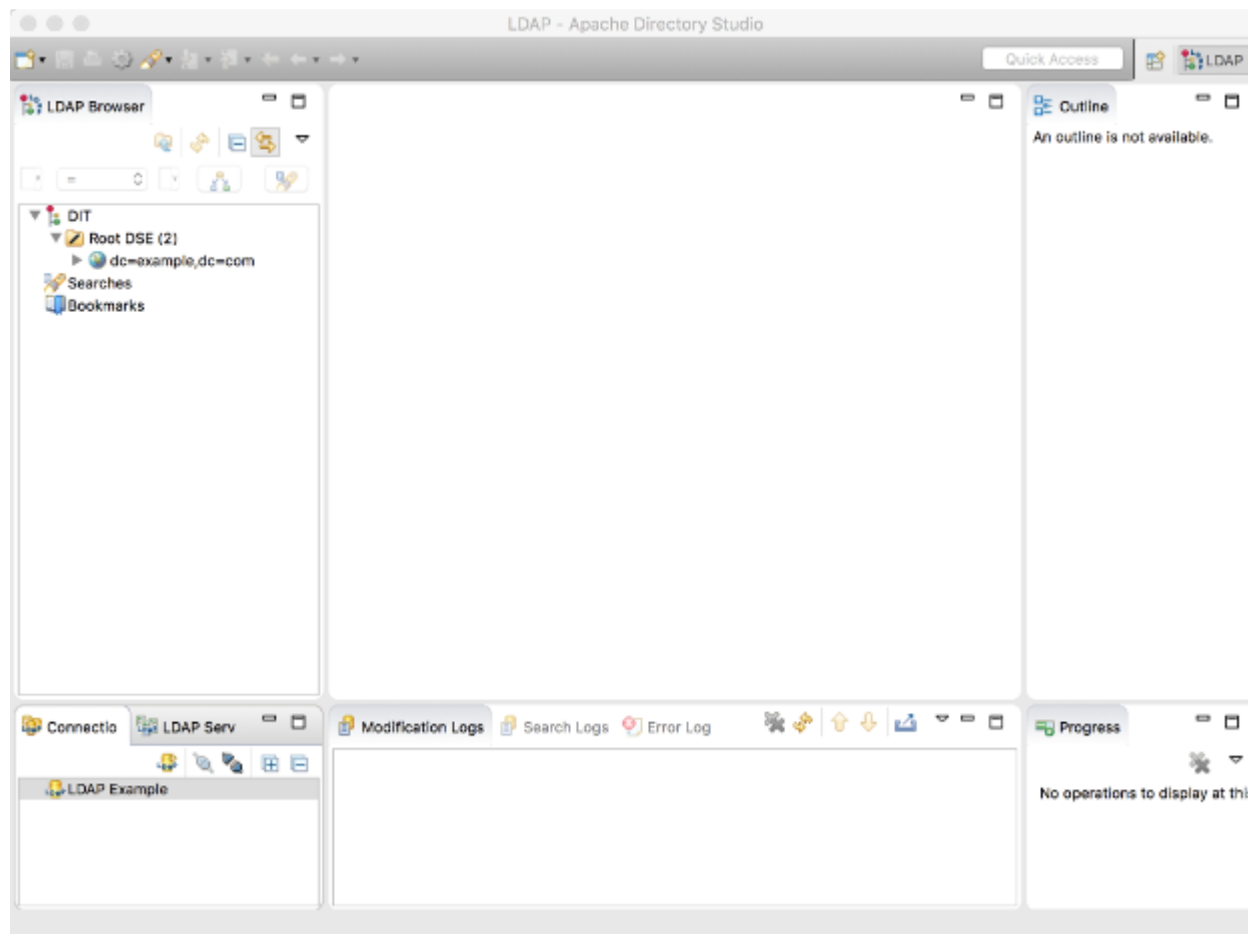 LDAP - Apache Directory Studio
Quick Access
LDAP
LDAP Browser
=
DIT
Root DSE (2)
dc=example,dc=com
Searches
Bookmarks
Outline
An outline is not available.
Connectio
LDAP Serv
LDAP Example
Modification Logs
Search Logs
Error Log
Progress
No operations to display at thi